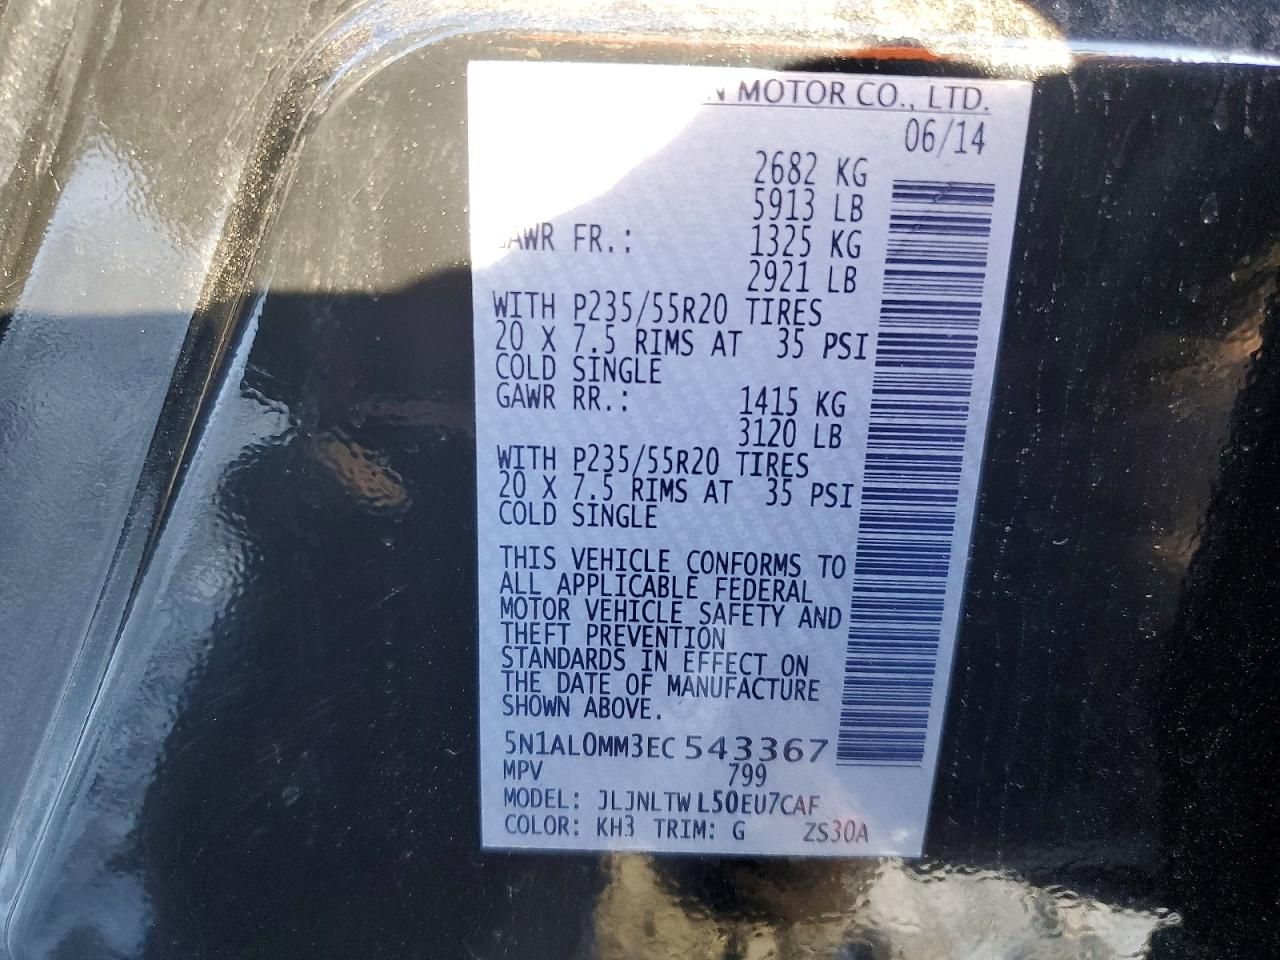 MOTOR CO., LTD.
06/14
2682 KG
5913 LB
GAWR FR.: 1325 KG
2921 LB
WITH P235/55R20 TIRES
20 X 7.5 RIMS AT 35 PSI
COLD SINGLE
GAWR RR.: 1415 KG
3120 LB
WITH P235/55R20 TIRES
20 X 7.5 RIMS AT 35 PSI
COLD SINGLE
THIS VEHICLE CONFORMS TO
ALL APPLICABLE FEDERAL
MOTOR VEHICLE SAFETY AND
THEFT PREVENTION
STANDARDS IN EFFECT ON
THE DATE OF MANUFACTURE
SHOWN ABOVE.
5N1AL0MM3EC543367
MPV 799
MODEL: JLJNLTWL50EU7CAF
COLOR: KH3 TRIM: G ZS30A